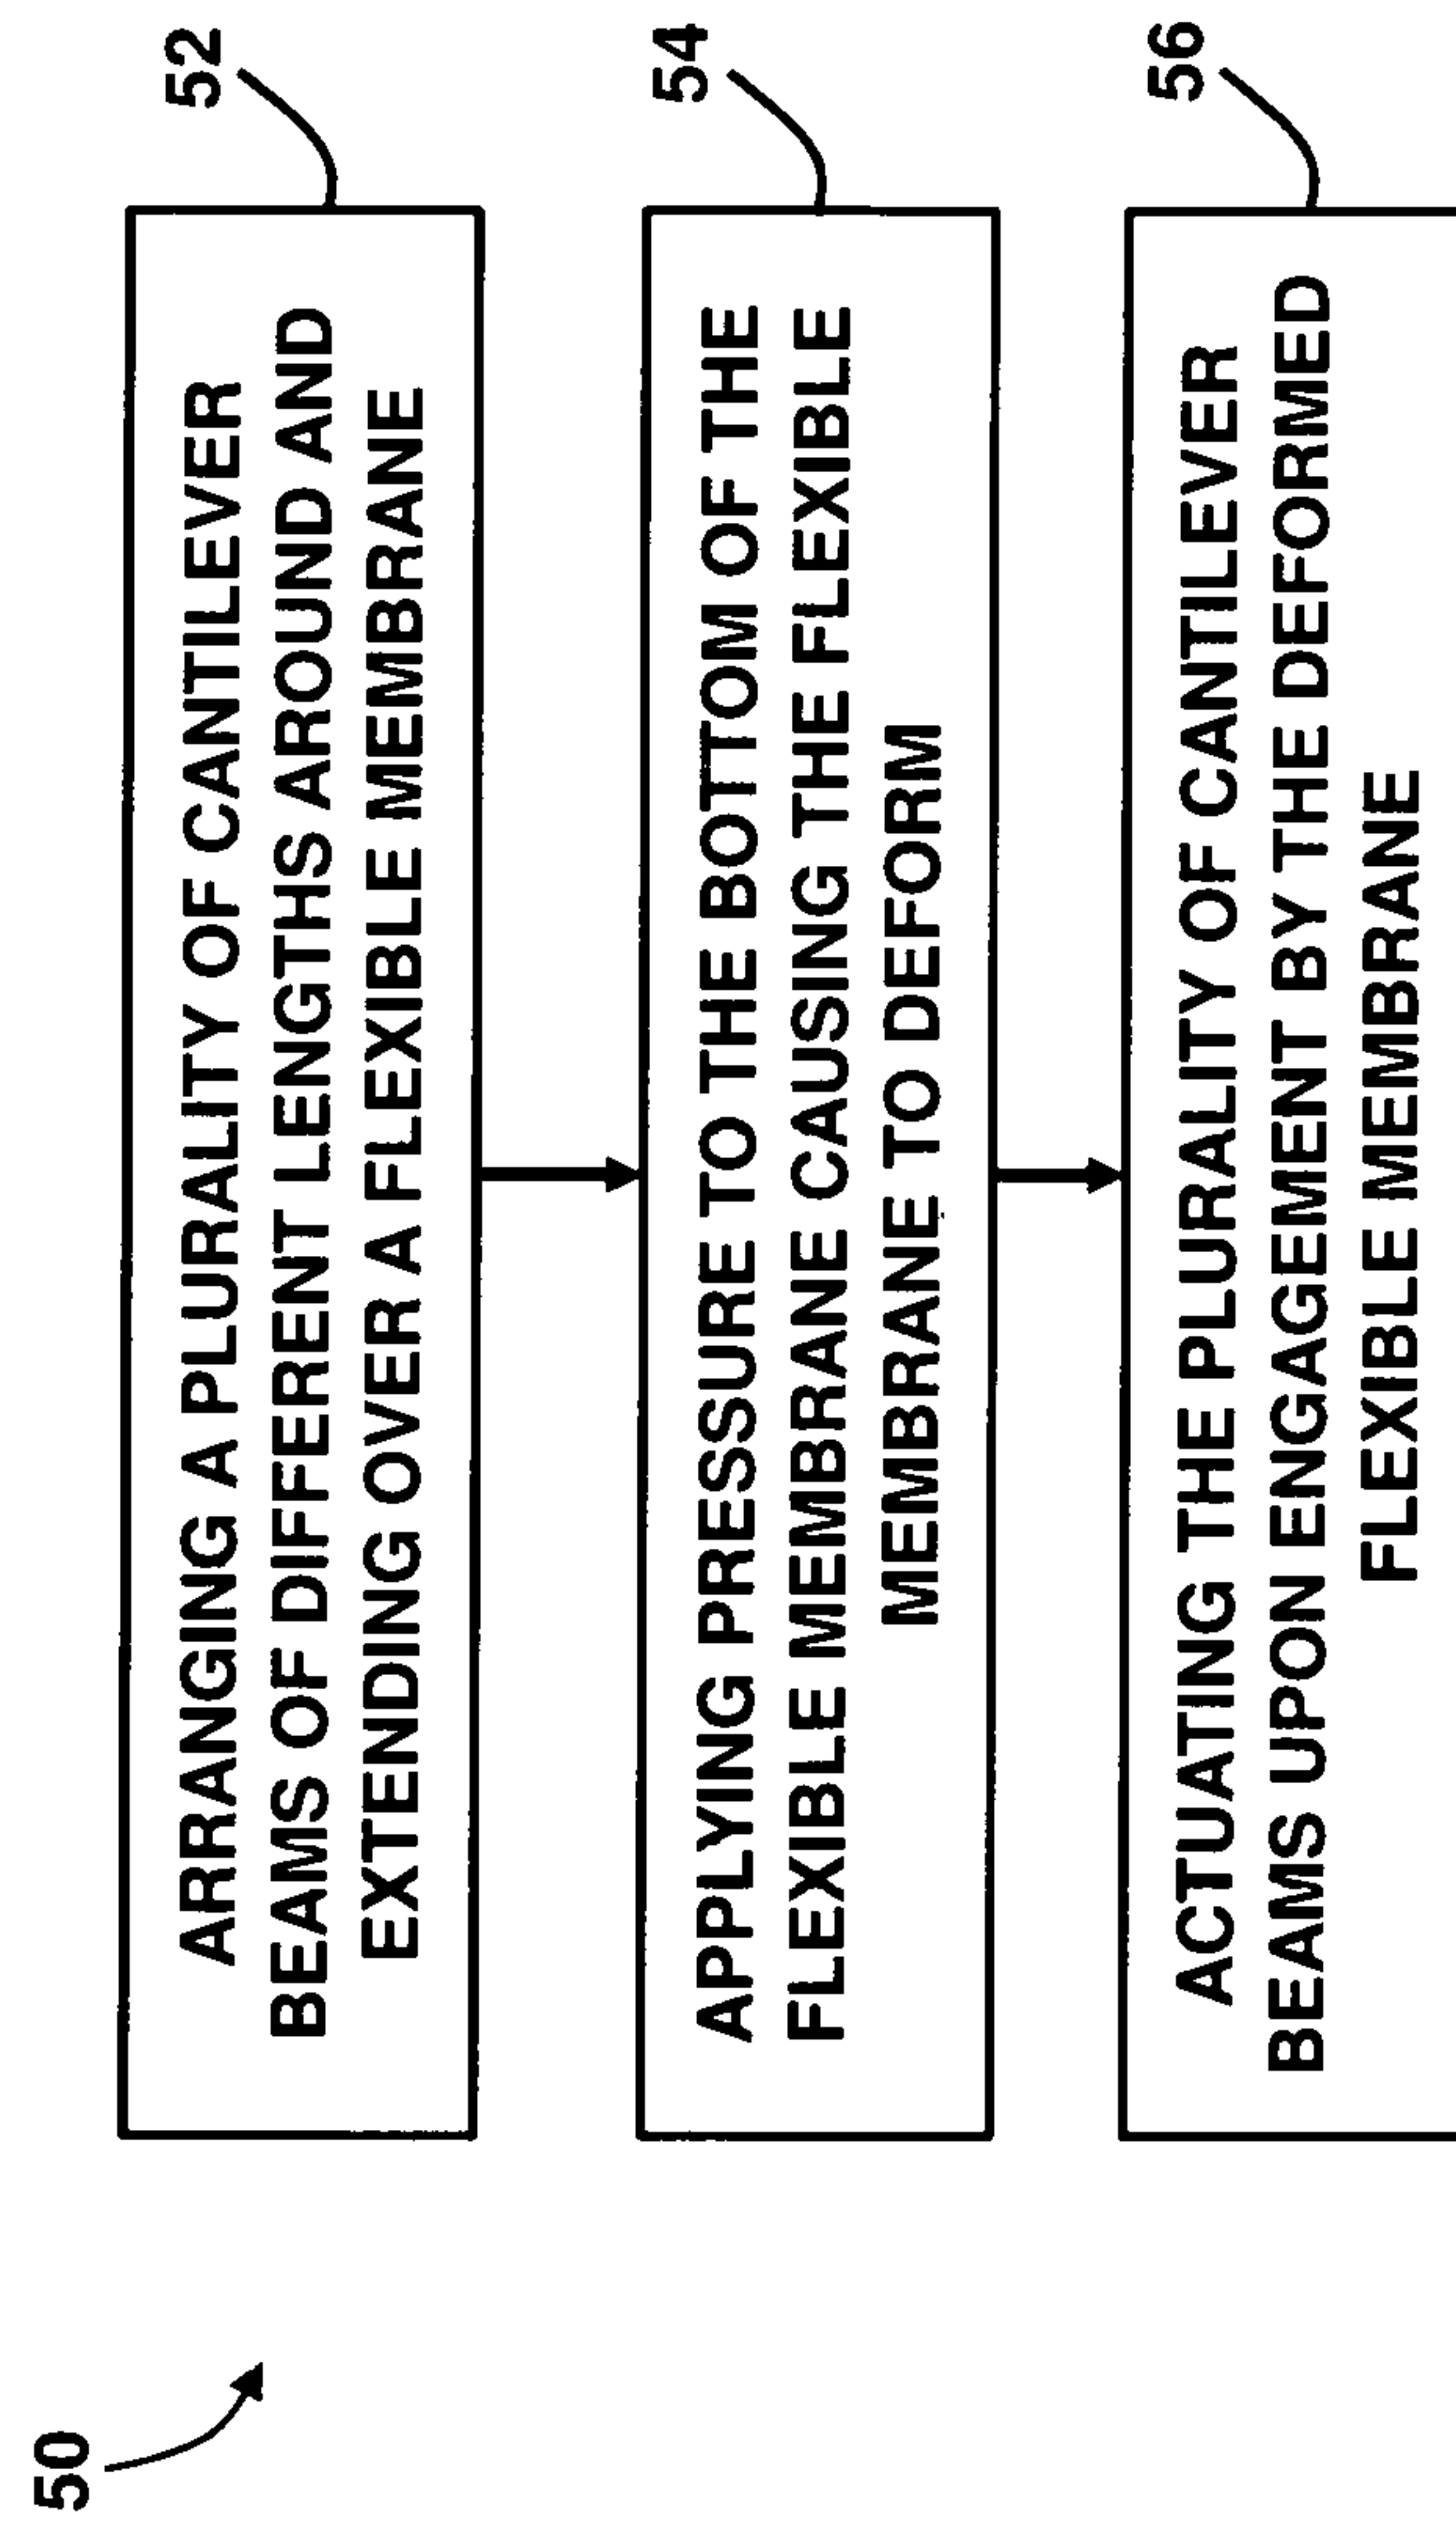 50
52
ARRANGING A PLURALITY OF CANTILEVER
BEAMS OF DIFFERENT LENGTHS AROUND AND
EXTENDING OVER A FLEXIBLE MEMBRANE
54
APPLYING PRESSURE TO THE BOTTOM OF THE
FLEXIBLE MEMBRANE CAUSING THE FLEXIBLE
MEMBRANE TO DEFORM
56
ACTUATING THE PLURALITY OF CANTILEVER
BEAMS UPON ENGAGEMENT BY THE DEFORMED
FLEXIBLE MEMBRANE